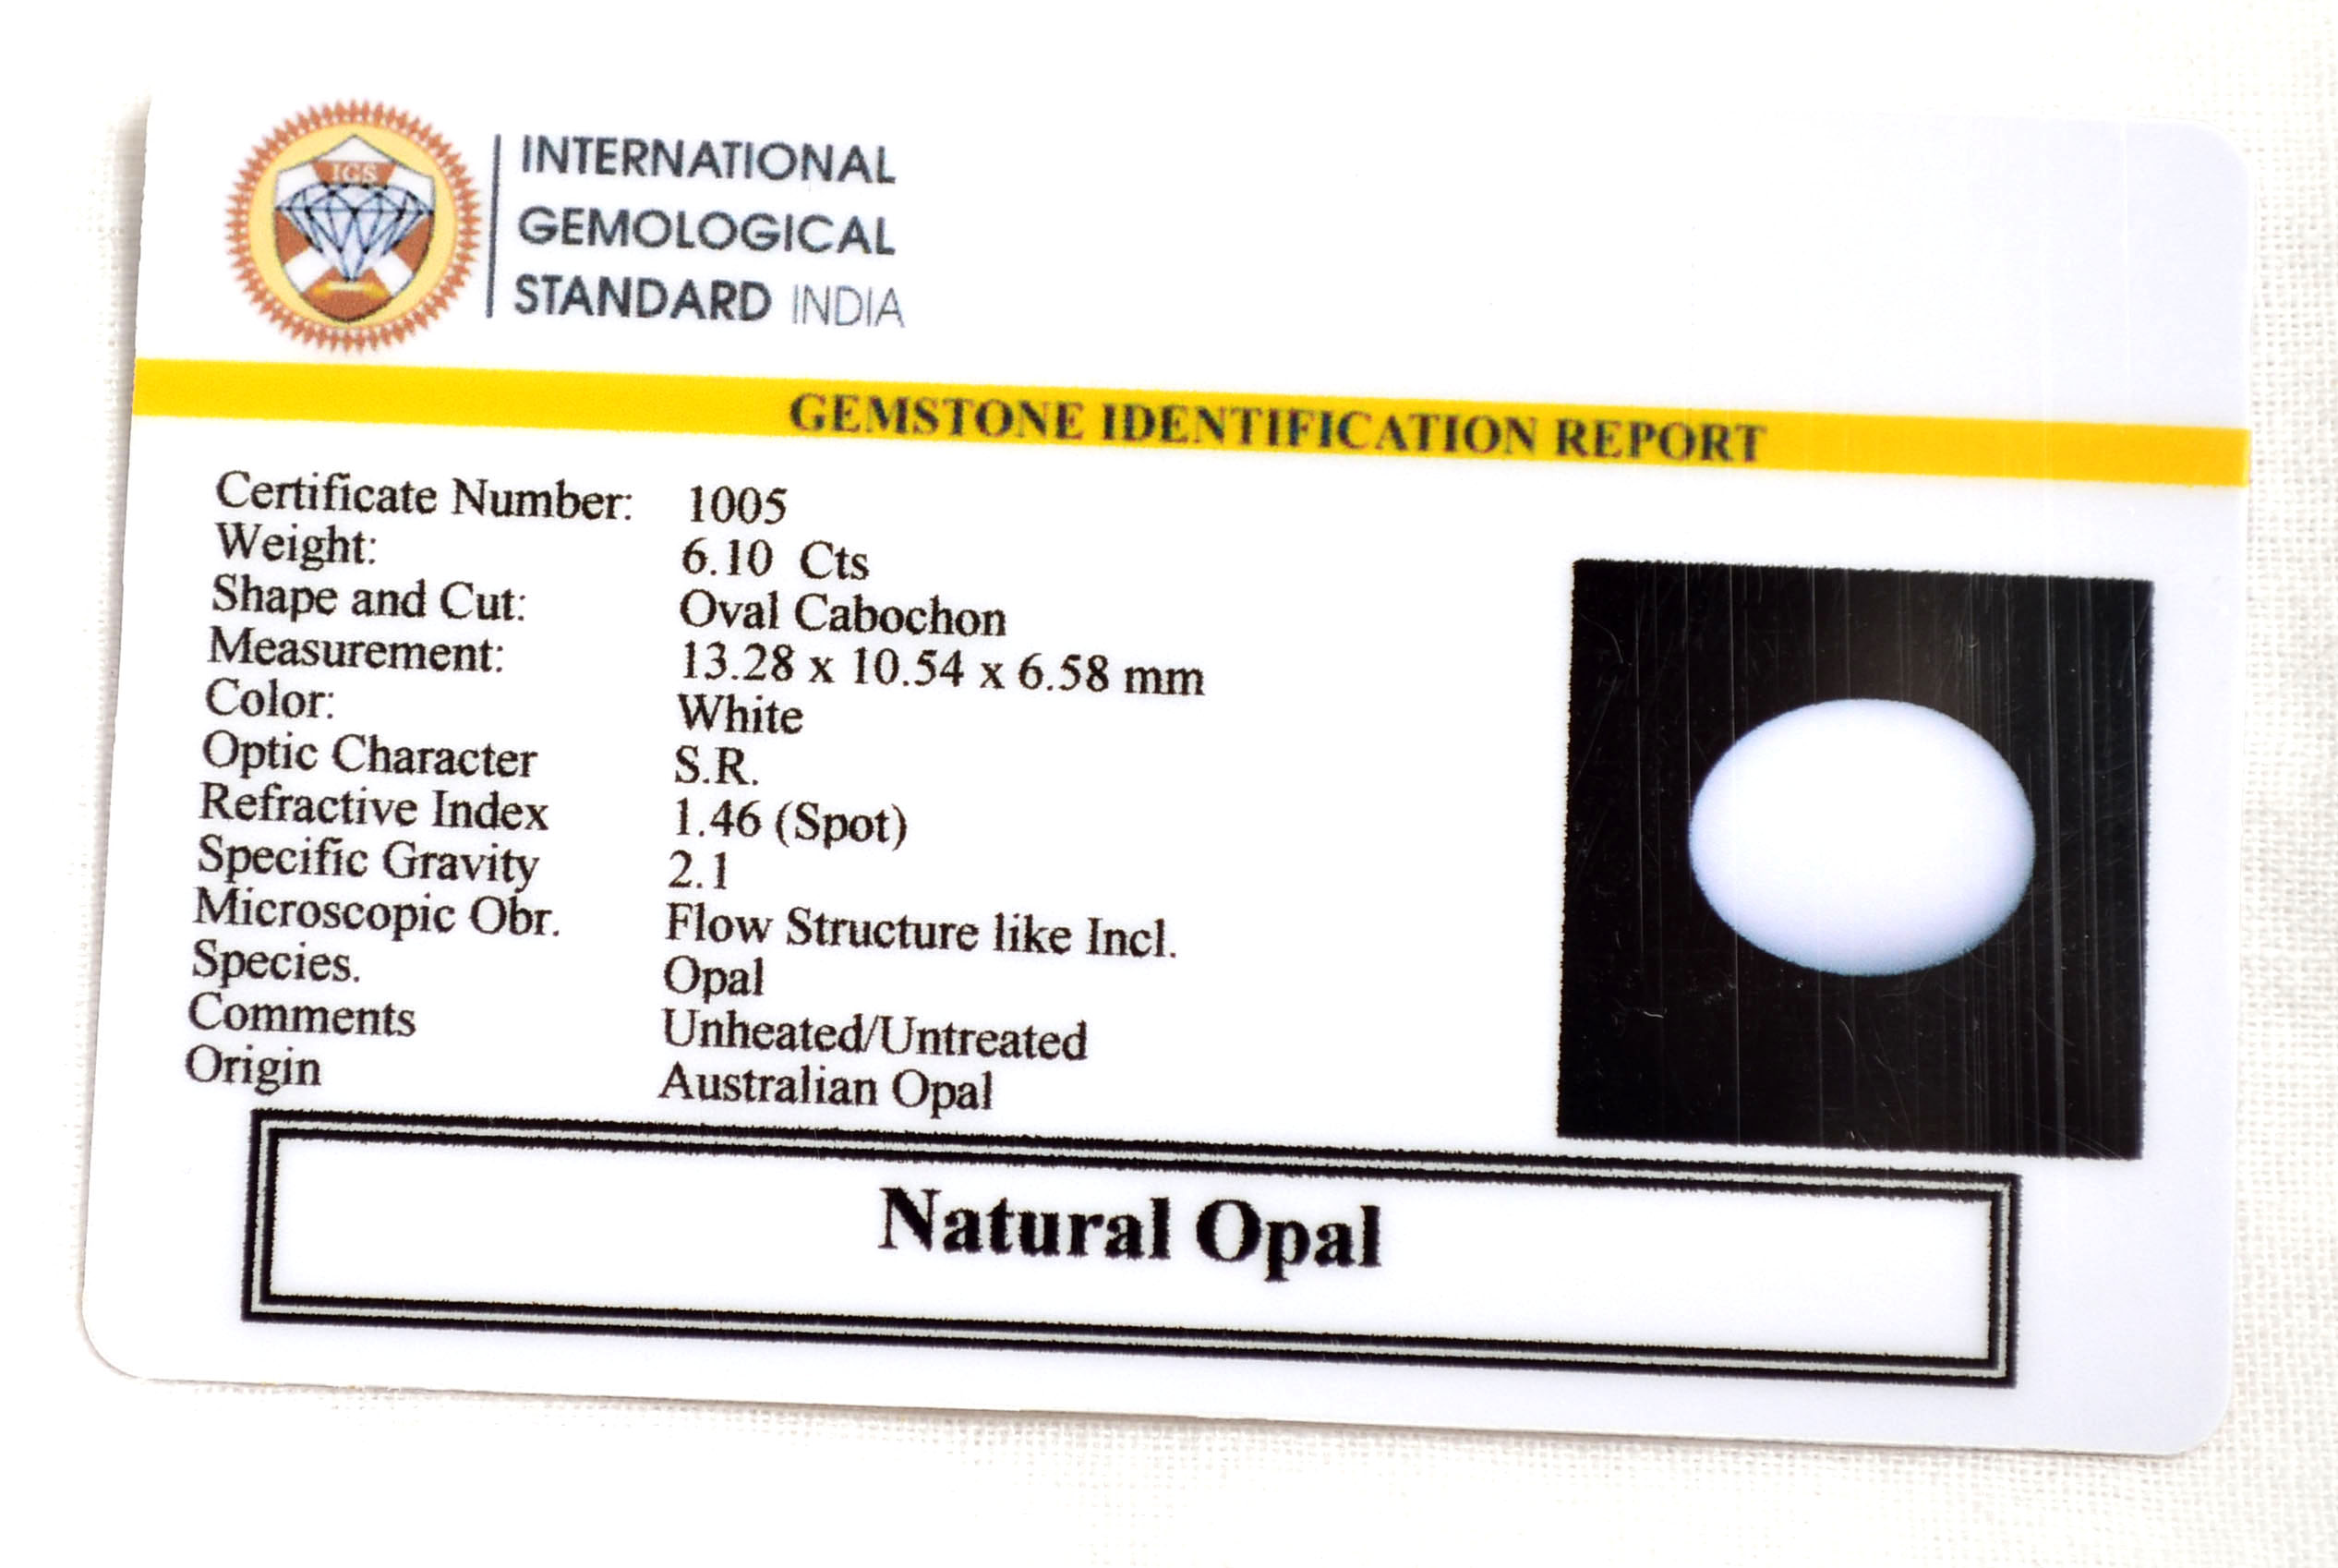 IGS
INTERNATIONAL
GEMOLOGICAL
STANDARD INDIA
GEMSTONE IDENTIFICATION REPORT
Certificate Number: 1005
Weight: 6.10 Cts
Shape and Cut: Oval Cabochon
Measurement: 13.28 x 10.54 x 6.58 mm
Color: White
Optic Character S.R.
Refractive Index 1.46 (Spot)
Specific Gravity 2.1
Microscopic Obr. Flow Structure like Incl.
Species. Opal
Comments Unheated/Untreated
Origin Australian Opal
Natural Opal